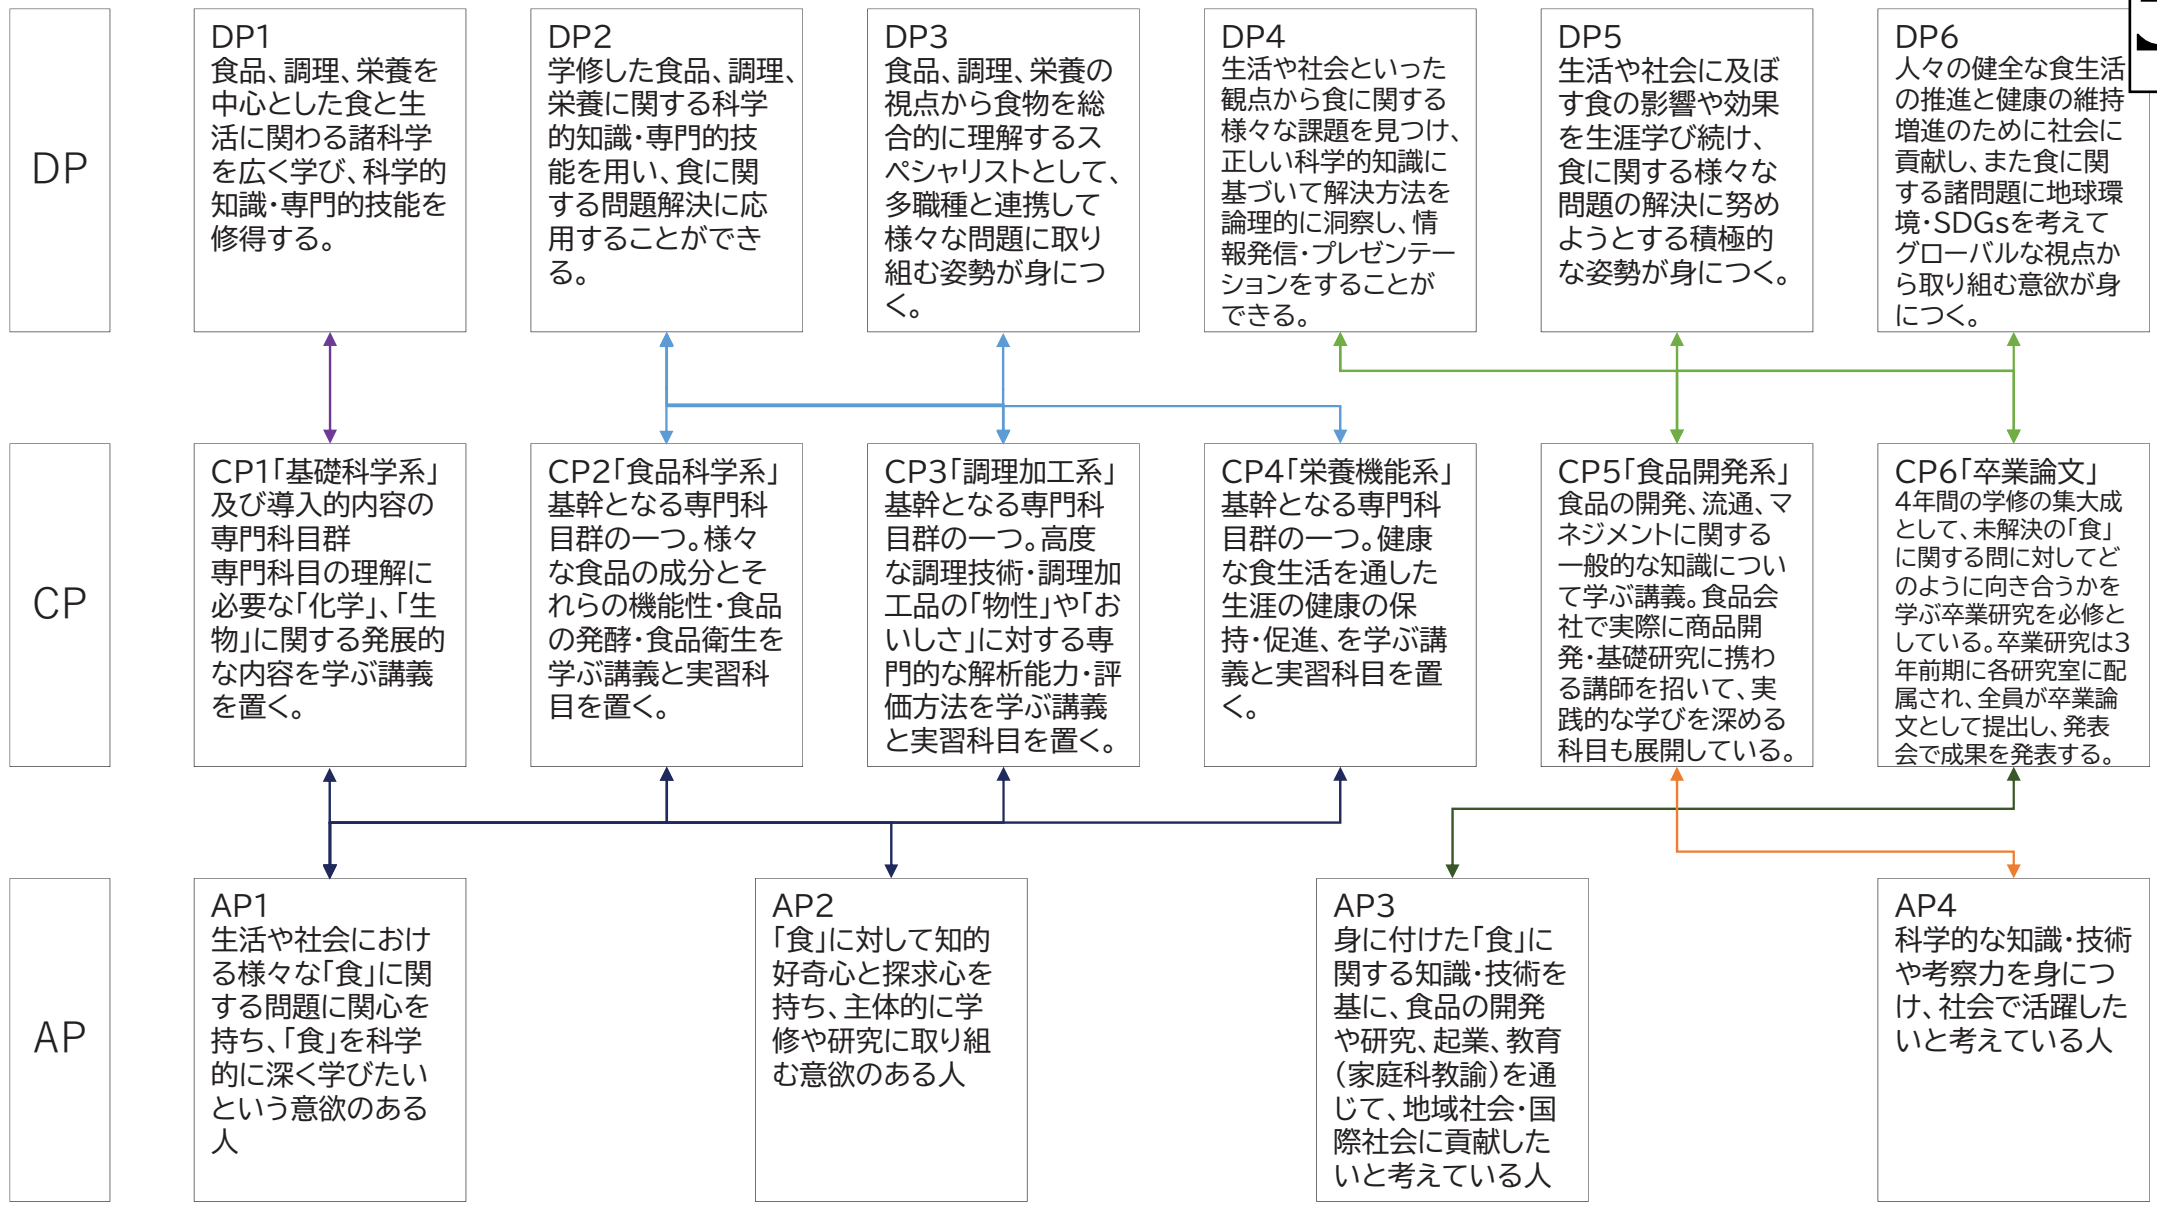 DP
DP1
食品、調理、栄養を
中心とした食と生
活に関わる諸科学
を広く学び、科学的
知識・専門的技能を
修得する。
DP2
学修した食品、調理、
栄養に関する科学
的知識・専門的技
能を用い、食に関
する問題解決に応
用することができ
る。
DP3
食品、調理、栄養の
視点から食物を総
合的に理解するス
ペシャリストとして、
多職種と連携して
様々な問題に取り
組む姿勢が身につ
く。
DP4
生活や社会といった
観点から食に関する
様々な課題を見つけ、
正しい科学的知識に
基づいて解決方法を
論理的に洞察し、情
報発信・プレゼンテー
ションをすることが
できる。
DP5
生活や社会に及ぼ
す食の影響や効果
を生涯学び続け、
食に関する様々な
問題の解決に努め
ようとする積極的
な姿勢が身につく。
DP6
人々の健全な食生活
の推進と健康の維持
増進のために社会に
貢献し、また食に関
する諸問題に地球環
境・SDGsを考えて
グローバルな視点か
ら取り組む意欲が身
につく。
CP
CP1「基礎科学系」
及び導入的内容の
専門科目群
専門科目の理解に
必要な「化学」、「生
物」に関する発展的
な内容を学ぶ講義
を置く。
CP2「食品科学系」
基幹となる専門科
目群の一つ。様々
な食品の成分とそ
れらの機能性・食品
の発酵・食品衛生を
学ぶ講義と実習科
目を置く。
CP3「調理加工系」
基幹となる専門科
目群の一つ。高度
な調理技術・調理加
工品の「物性」や「お
いしさ」に対する専
門的な解析能力・評
価方法を学ぶ講義
と実習科目を置く。
CP4「栄養機能系」
基幹となる専門科
目群の一つ。健康
な食生活を通した
生涯の健康の保
持・促進、を学ぶ講
義と実習科目を置
く。
CP5「食品開発系」
食品の開発、流通、マ
ネジメントに関する
一般的な知識につい
て学ぶ講義。食品会
社で実際に商品開
発・基礎研究に携わ
る講師を招いて、実
践的な学びを深める
科目も展開している。
CP6「卒業論文」
4年間の学修の集大成
として、未解決の「食」
に関する問に対してど
のように向き合うかを
学ぶ卒業研究を必修と
している。卒業研究は3
年前期に各研究室に配
属され、全員が卒業論
文として提出し、発表
会で成果を発表する。
AP
AP1
生活や社会におけ
る様々な「食」に関
する問題に関心を
持ち、「食」を科学
的に深く学びたい
という意欲のある
人
AP2
「食」に対して知的
好奇心と探求心を
持ち、主体的に学
修や研究に取り組
む意欲のある人
AP3
身に付けた「食」に
関する知識・技術を
基に、食品の開発
や研究、起業、教育
(家庭科教諭)を通
じて、地域社会・国
際社会に貢献した
いと考えている人
AP4
科学的な知識・技術
や考察力を身につ
け、社会で活躍した
いと考えている人